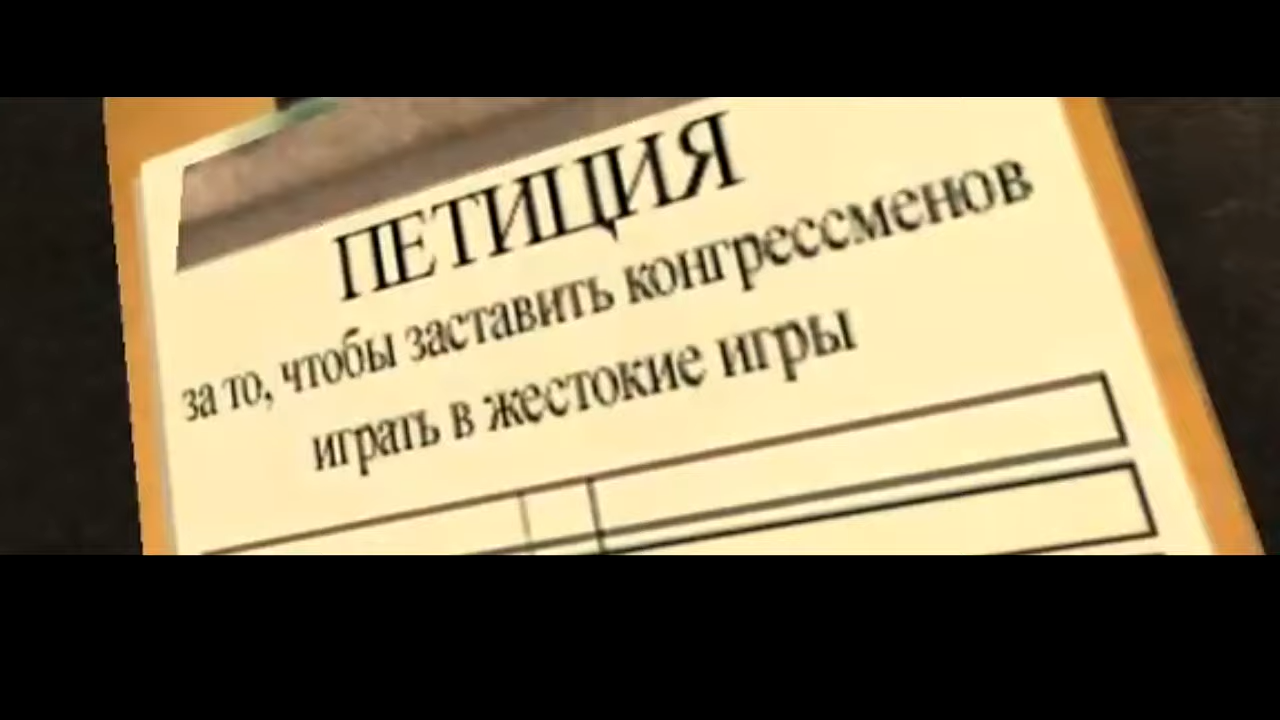 ПЕТИЦИЯ
за то, чтобы заставить конгрессменов
играть в жестокие игры